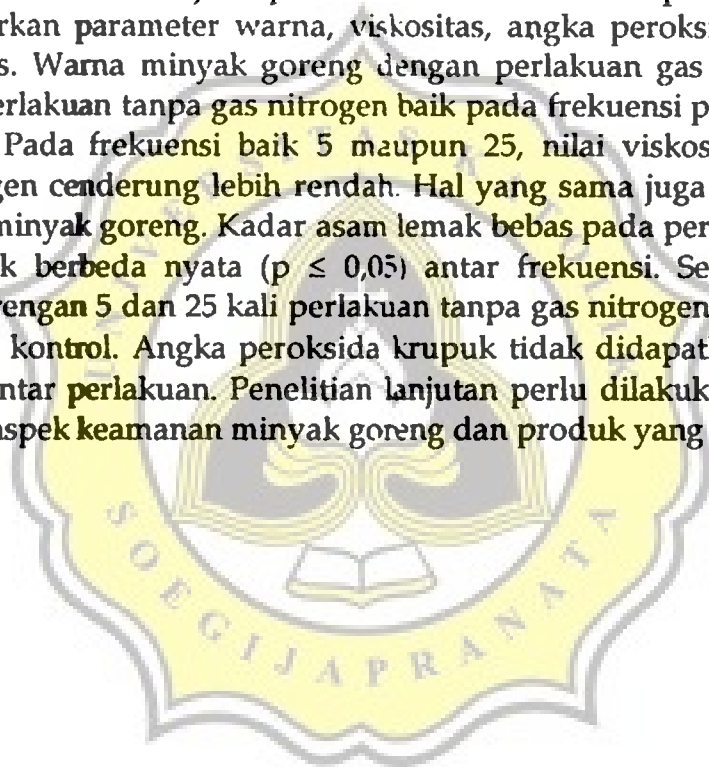 rkan parameter warna, viskositas, angka peroksi
s. Warna minyak goreng dengan perlakuan gas
erlakuan tanpa gas nitrogen baik pada frekuensi p
Pada frekuensi baik 5 maupun 25, nilai viskos
gen cenderung lebih rendah. Hal yang sama juga
minyak goreng. Kadar asam lemak bebas pada per
k berbeda nyata (p ≤ 0,05) antar frekuensi. Se
rengan 5 dan 25 kali perlakuan tanpa gas nitrogen
kontrol. Angka peroksida krupuk tidak didapat
ntar perlakuan. Penelitian lanjutan perlu dilakuk
aspek keamanan minyak goreng dan produk yang
UNIVERSITAS KATHOLIK
SOEGIJAPRANATA